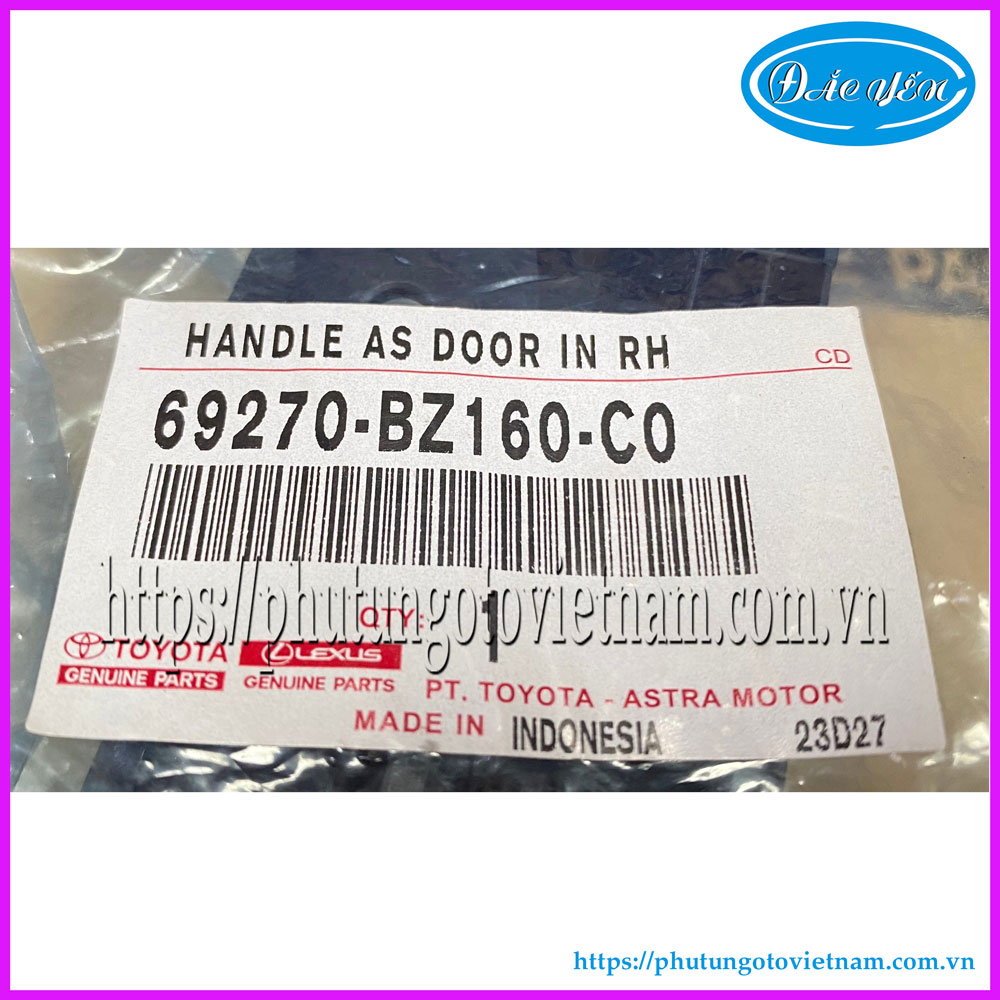 ĐẮC YẾN
HANDLE AS DOOR IN RH
CD
69270-BZ160-C0
https://phutungotovietnam.com.vn
QTY: 1
TOYOTA LEXUS
GENUINE PARTS GENUINE PARTS PT. TOYOTA - ASTRA MOTOR
MADE IN INDONESIA 23D27
https://phutungotovietnam.com.vn